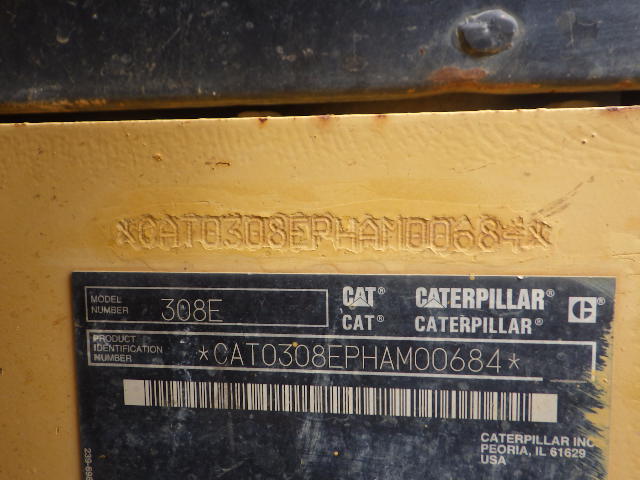 *CAT0308EPHAM00684*
MODEL NUMBER 308E
CAT® CATERPILLAR®
CAT® CATERPILLAR®
PRODUCT IDENTIFICATION NUMBER *CAT0308EPHAM00684*
CATERPILLAR INC
PEORIA, IL 61629
USA